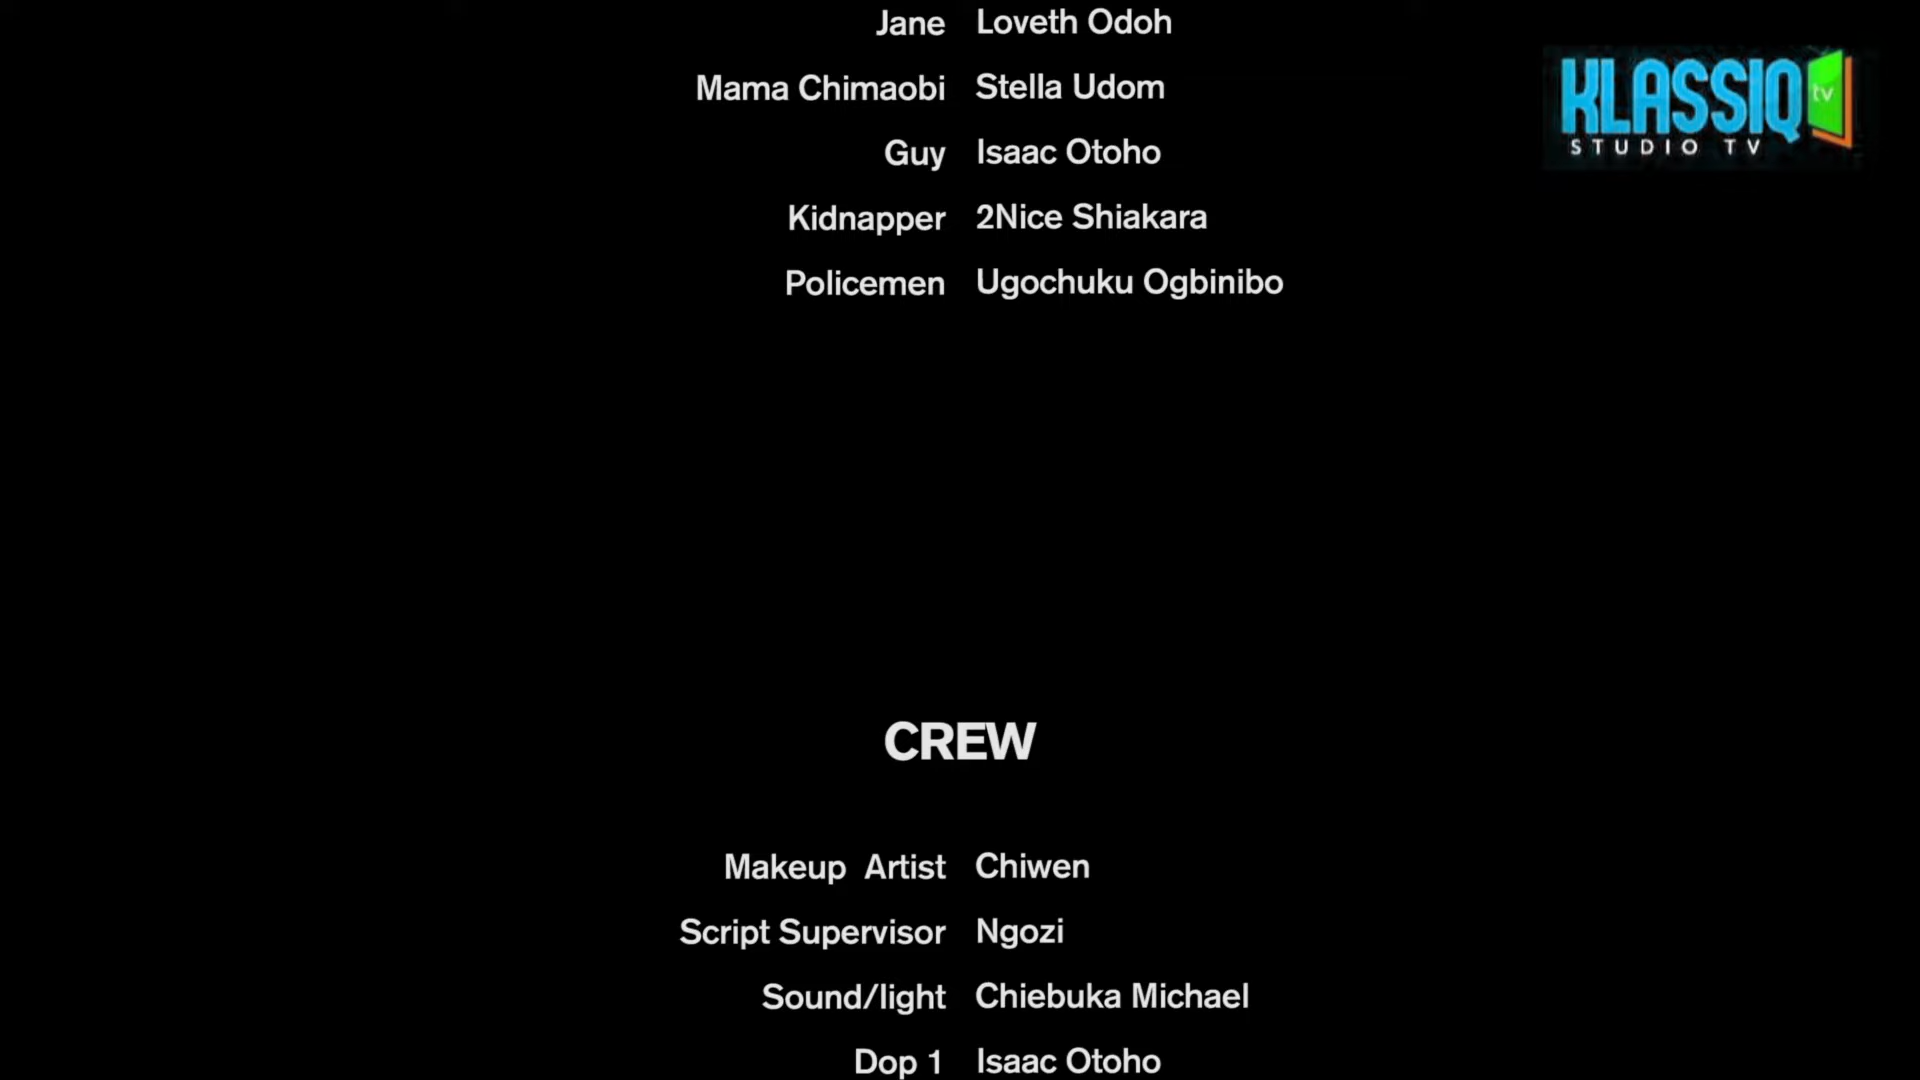 Jane Loveth Odoh
Mama Chimaobi Stella Udom
Guy Isaac Otoho
Kidnapper 2Nice Shiakara
Policemen Ugochuku Ogbinibo
KLASSIQ tv
STUDIO TV
CREW
Makeup Artist Chiwen
Script Supervisor Ngozi
Sound/light Chiebuka Michael
Dop 1 Isaac Otoho